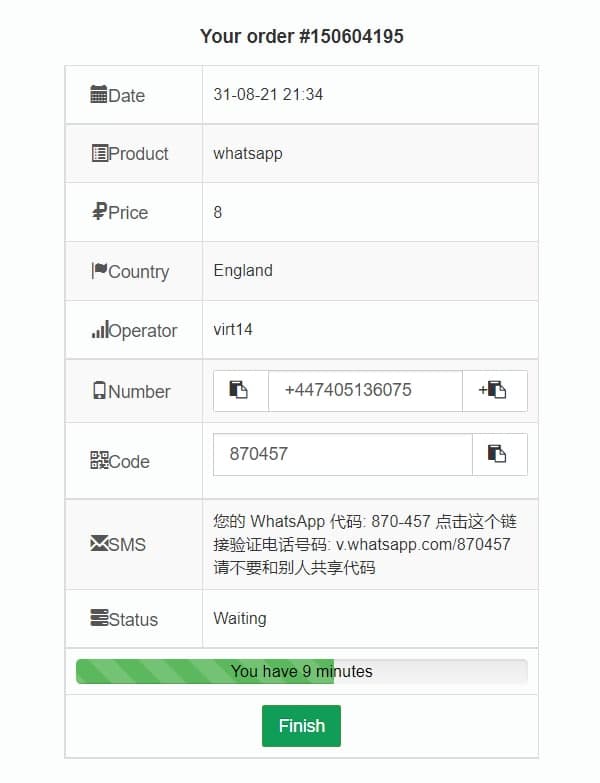 Your order #150604195
Date 31-08-21 21:34
Product whatsapp
Price 8
Country England
Operator virt14
Number +447405136075 +
Code 870457
SMS 您的 WhatsApp 代码: 870-457 点击这个链
接验证电话号码: v.whatsapp.com/870457
请不要和别人共享代码
Status Waiting
You have 9 minutes
Finish